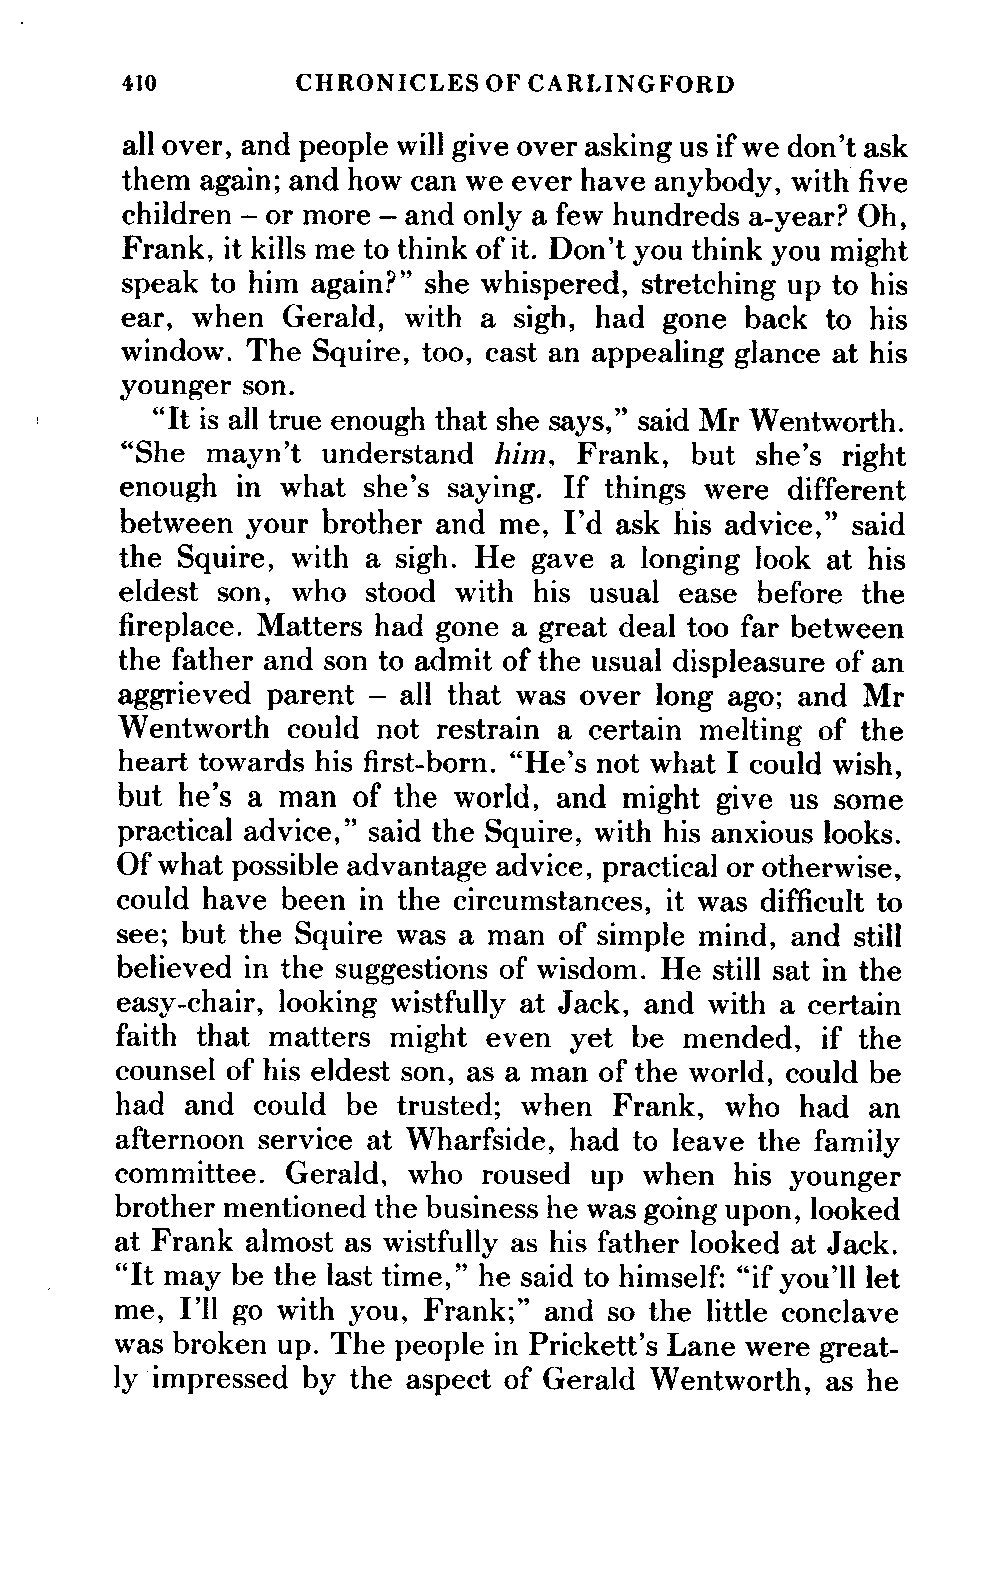 410 CHRONICLES OF CARLINGFORD
all over, and people will give over asking us if we don't ask
them again; and how can we ever have anybody, with five
children – or more – and only a few hundreds a-year? Oh,
Frank, it kills me to think of it. Don't you think you might
speak to him again?” she whispered, stretching up to his
ear, when Gerald, with a sigh, had gone back to his
window. The Squire, too, cast an appealing glance at his
younger son.
“It is all true enough that she says,” said Mr Wentworth.
“She mayn't understand him, Frank, but she's right
enough in what she's saying. If things were different
between your brother and me, I'd ask his advice,” said
the Squire, with a sigh. He gave a longing look at his
eldest son, who stood with his usual ease before the
fireplace. Matters had gone a great deal too far between
the father and son to admit of the usual displeasure of an
aggrieved parent – all that was over long ago; and Mr
Wentworth could not restrain a certain melting of the
heart towards his first-born. “He's not what I could wish,
but he's a man of the world, and might give us some
practical advice,” said the Squire, with his anxious looks.
Of what possible advantage advice, practical or otherwise,
could have been in the circumstances, it was difficult to
see; but the Squire was a man of simple mind, and still
believed in the suggestions of wisdom. He still sat in the
easy-chair, looking wistfully at Jack, and with a certain
faith that matters might even yet be mended, if the
counsel of his eldest son, as a man of the world, could be
had and could be trusted; when Frank, who had an
afternoon service at Wharfside, had to leave the family
committee. Gerald, who roused up when his younger
brother mentioned the business he was going upon, looked
at Frank almost as wistfully as his father looked at Jack.
“It may be the last time,” he said to himself: “if you'll let
me, I'll go with you, Frank;” and so the little conclave
was broken up. The people in Prickett's Lane were great-
ly impressed by the aspect of Gerald Wentworth, as he